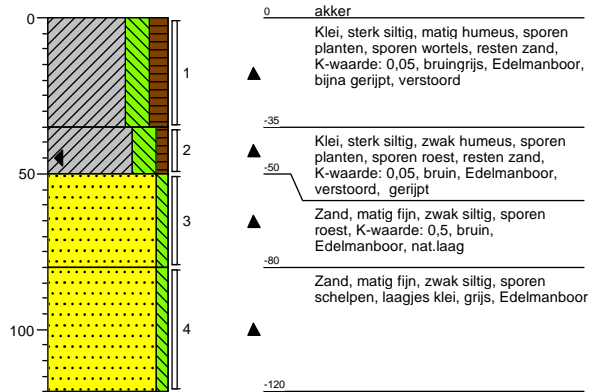 0
50
100
1
2
3
4
0 akker
Klei, sterk siltig, matig humeus, sporen
planten, sporen wortels, resten zand,
K-waarde: 0,05, bruingrijs, Edelmanboor,
bijna gerijpt, verstoord
-35
Klei, sterk siltig, zwak humeus, sporen
planten, sporen roest, resten zand,
K-waarde: 0,05, bruin, Edelmanboor,
verstoord, gerijpt
-50
Zand, matig fijn, zwak siltig, sporen
roest, K-waarde: 0,5, bruin,
Edelmanboor, nat.laag
-80
Zand, matig fijn, zwak siltig, sporen
schelpen, laagjes klei, grijs, Edelmanboor
-120